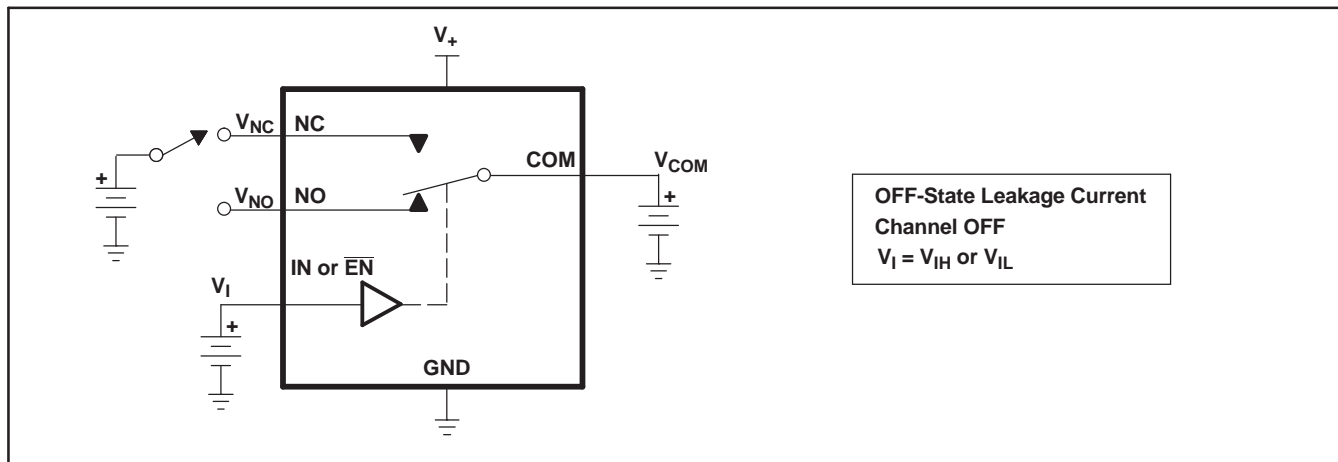 V+
VNC NC
COM VCOM
+
VNO NO
+
IN or EN
VI
+
GND
OFF-State Leakage Current
Channel OFF
VI = VIH or VIL